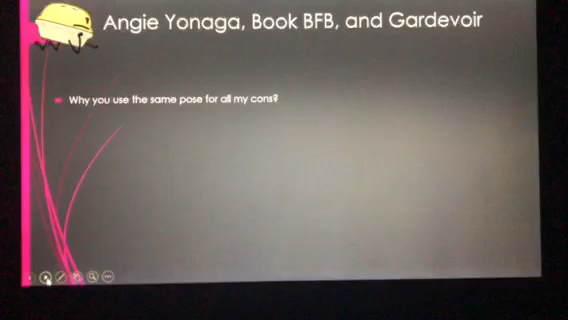 Angie Yonaga, Book BFB, and Gardevoir
Why you use the same pose for all my cons?